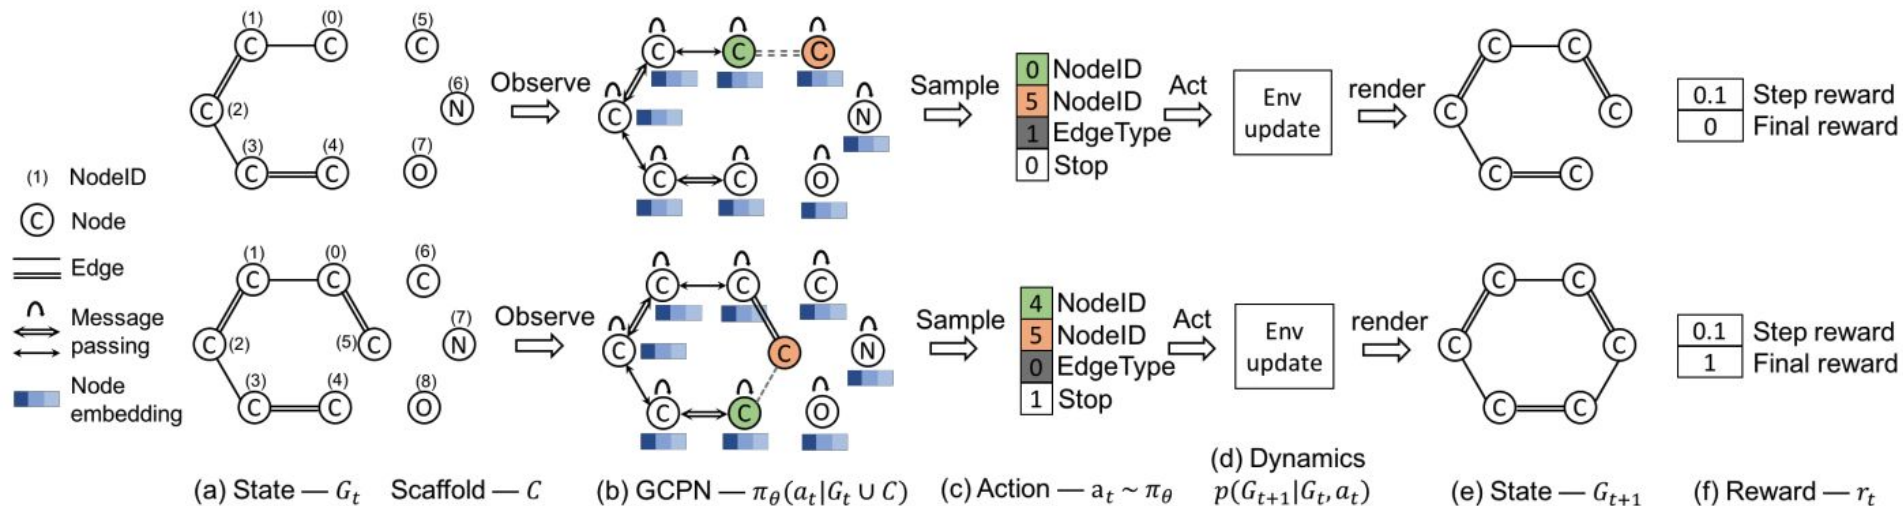 (1) (0) (5)
C C C
(6)
C (2) N
(3) (4) (7)
C C O
Observe
C C C
C N
C C O
Sample
0 NodeID
5 NodeID
1 EdgeType
0 Stop
Act
Env
update
render
C C
C C
C C
0.1 Step reward
0 Final reward
(1) NodeID
C Node
Edge
Message
passing
Node
embedding
(1) (0) (6)
C C C
(7)
C (2) (5) C N
(3) (4) (8)
C C O
Observe
C C C
C C N
C C O
Sample
4 NodeID
5 NodeID
0 EdgeType
1 Stop
Act
Env
update
render
C C
C C
C C
0.1 Step reward
1 Final reward
(a) State — G_t
Scaffold — C
(b) GCPN — π_θ(a_t|G_t ∪ C)
(c) Action — a_t ~ π_θ
(d) Dynamics
p(G_{t+1}|G_t, a_t)
(e) State — G_{t+1}
(f) Reward — r_t